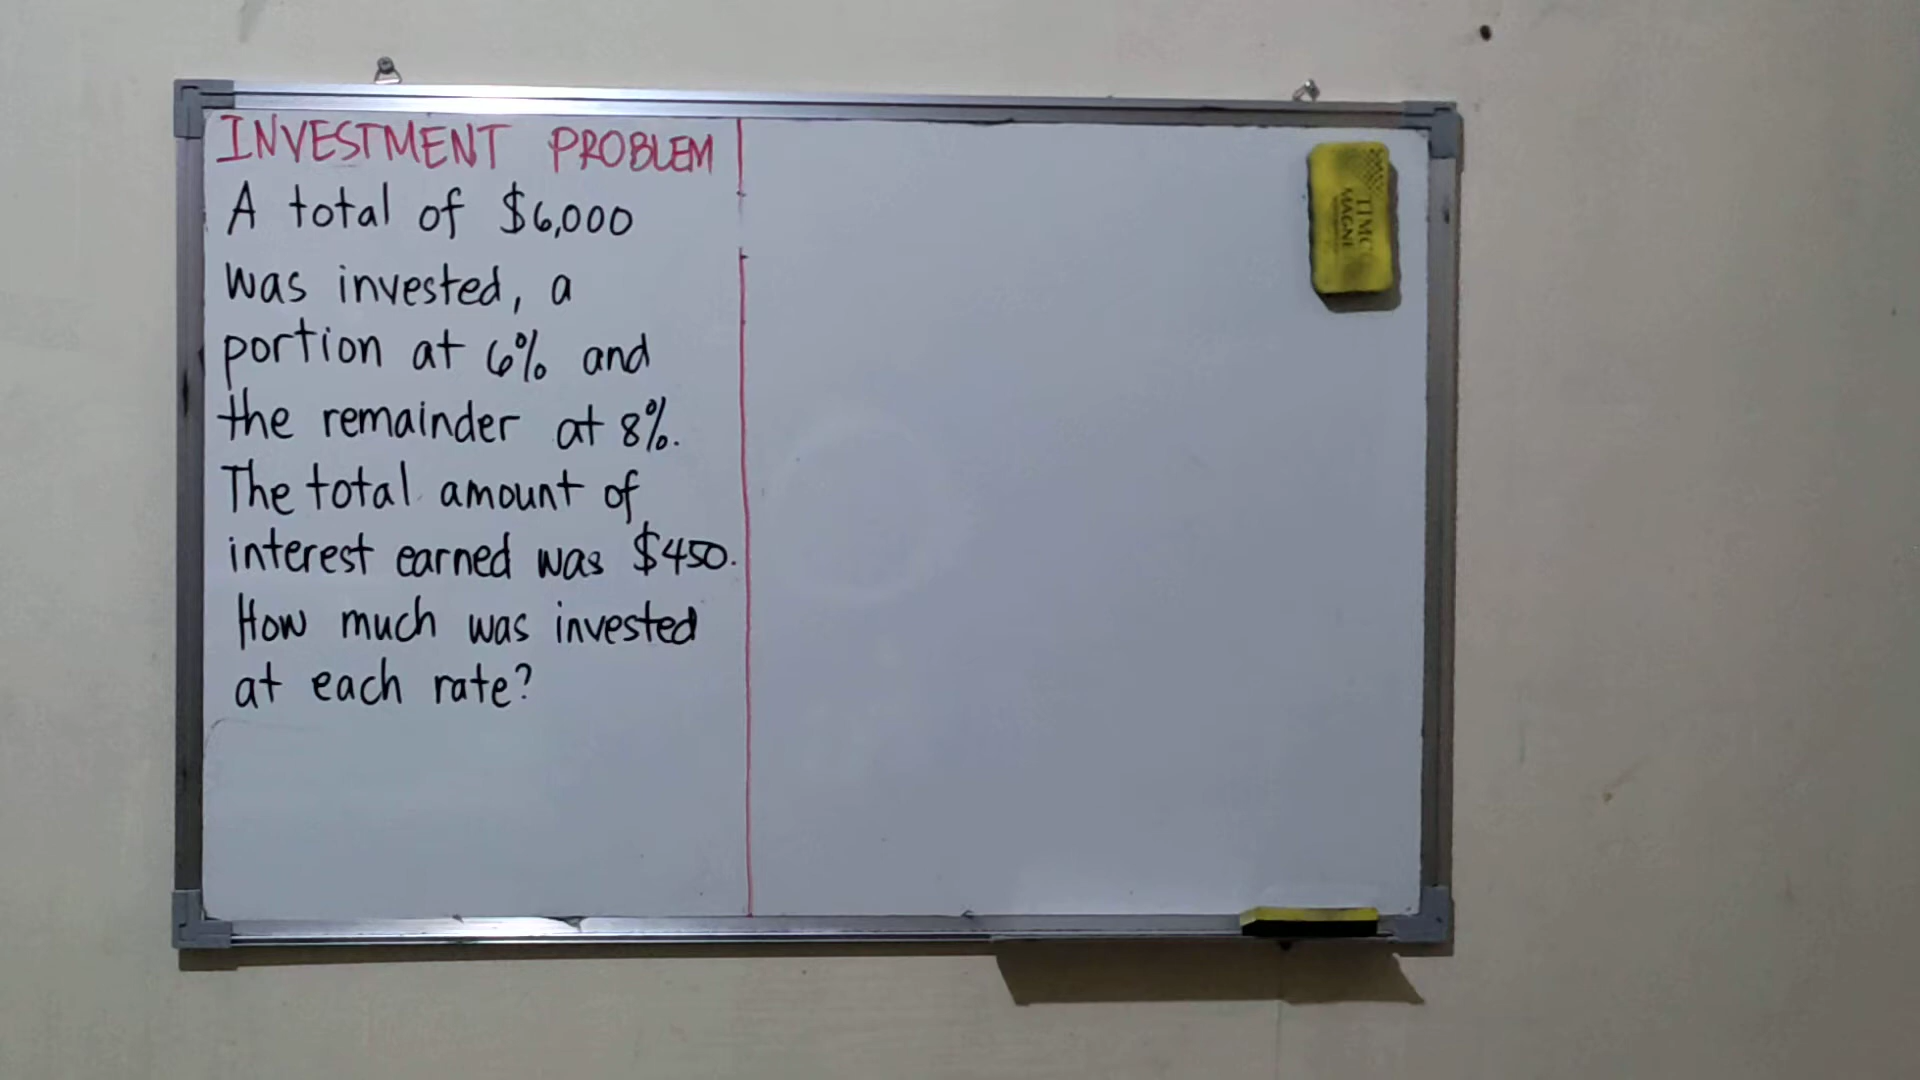 INVESTMENT PROBLEM
A total of $6,000
was invested, a
portion at 6% and
the remainder at 8%.
The total amount of
interest earned was $450.
How much was invested
at each rate?